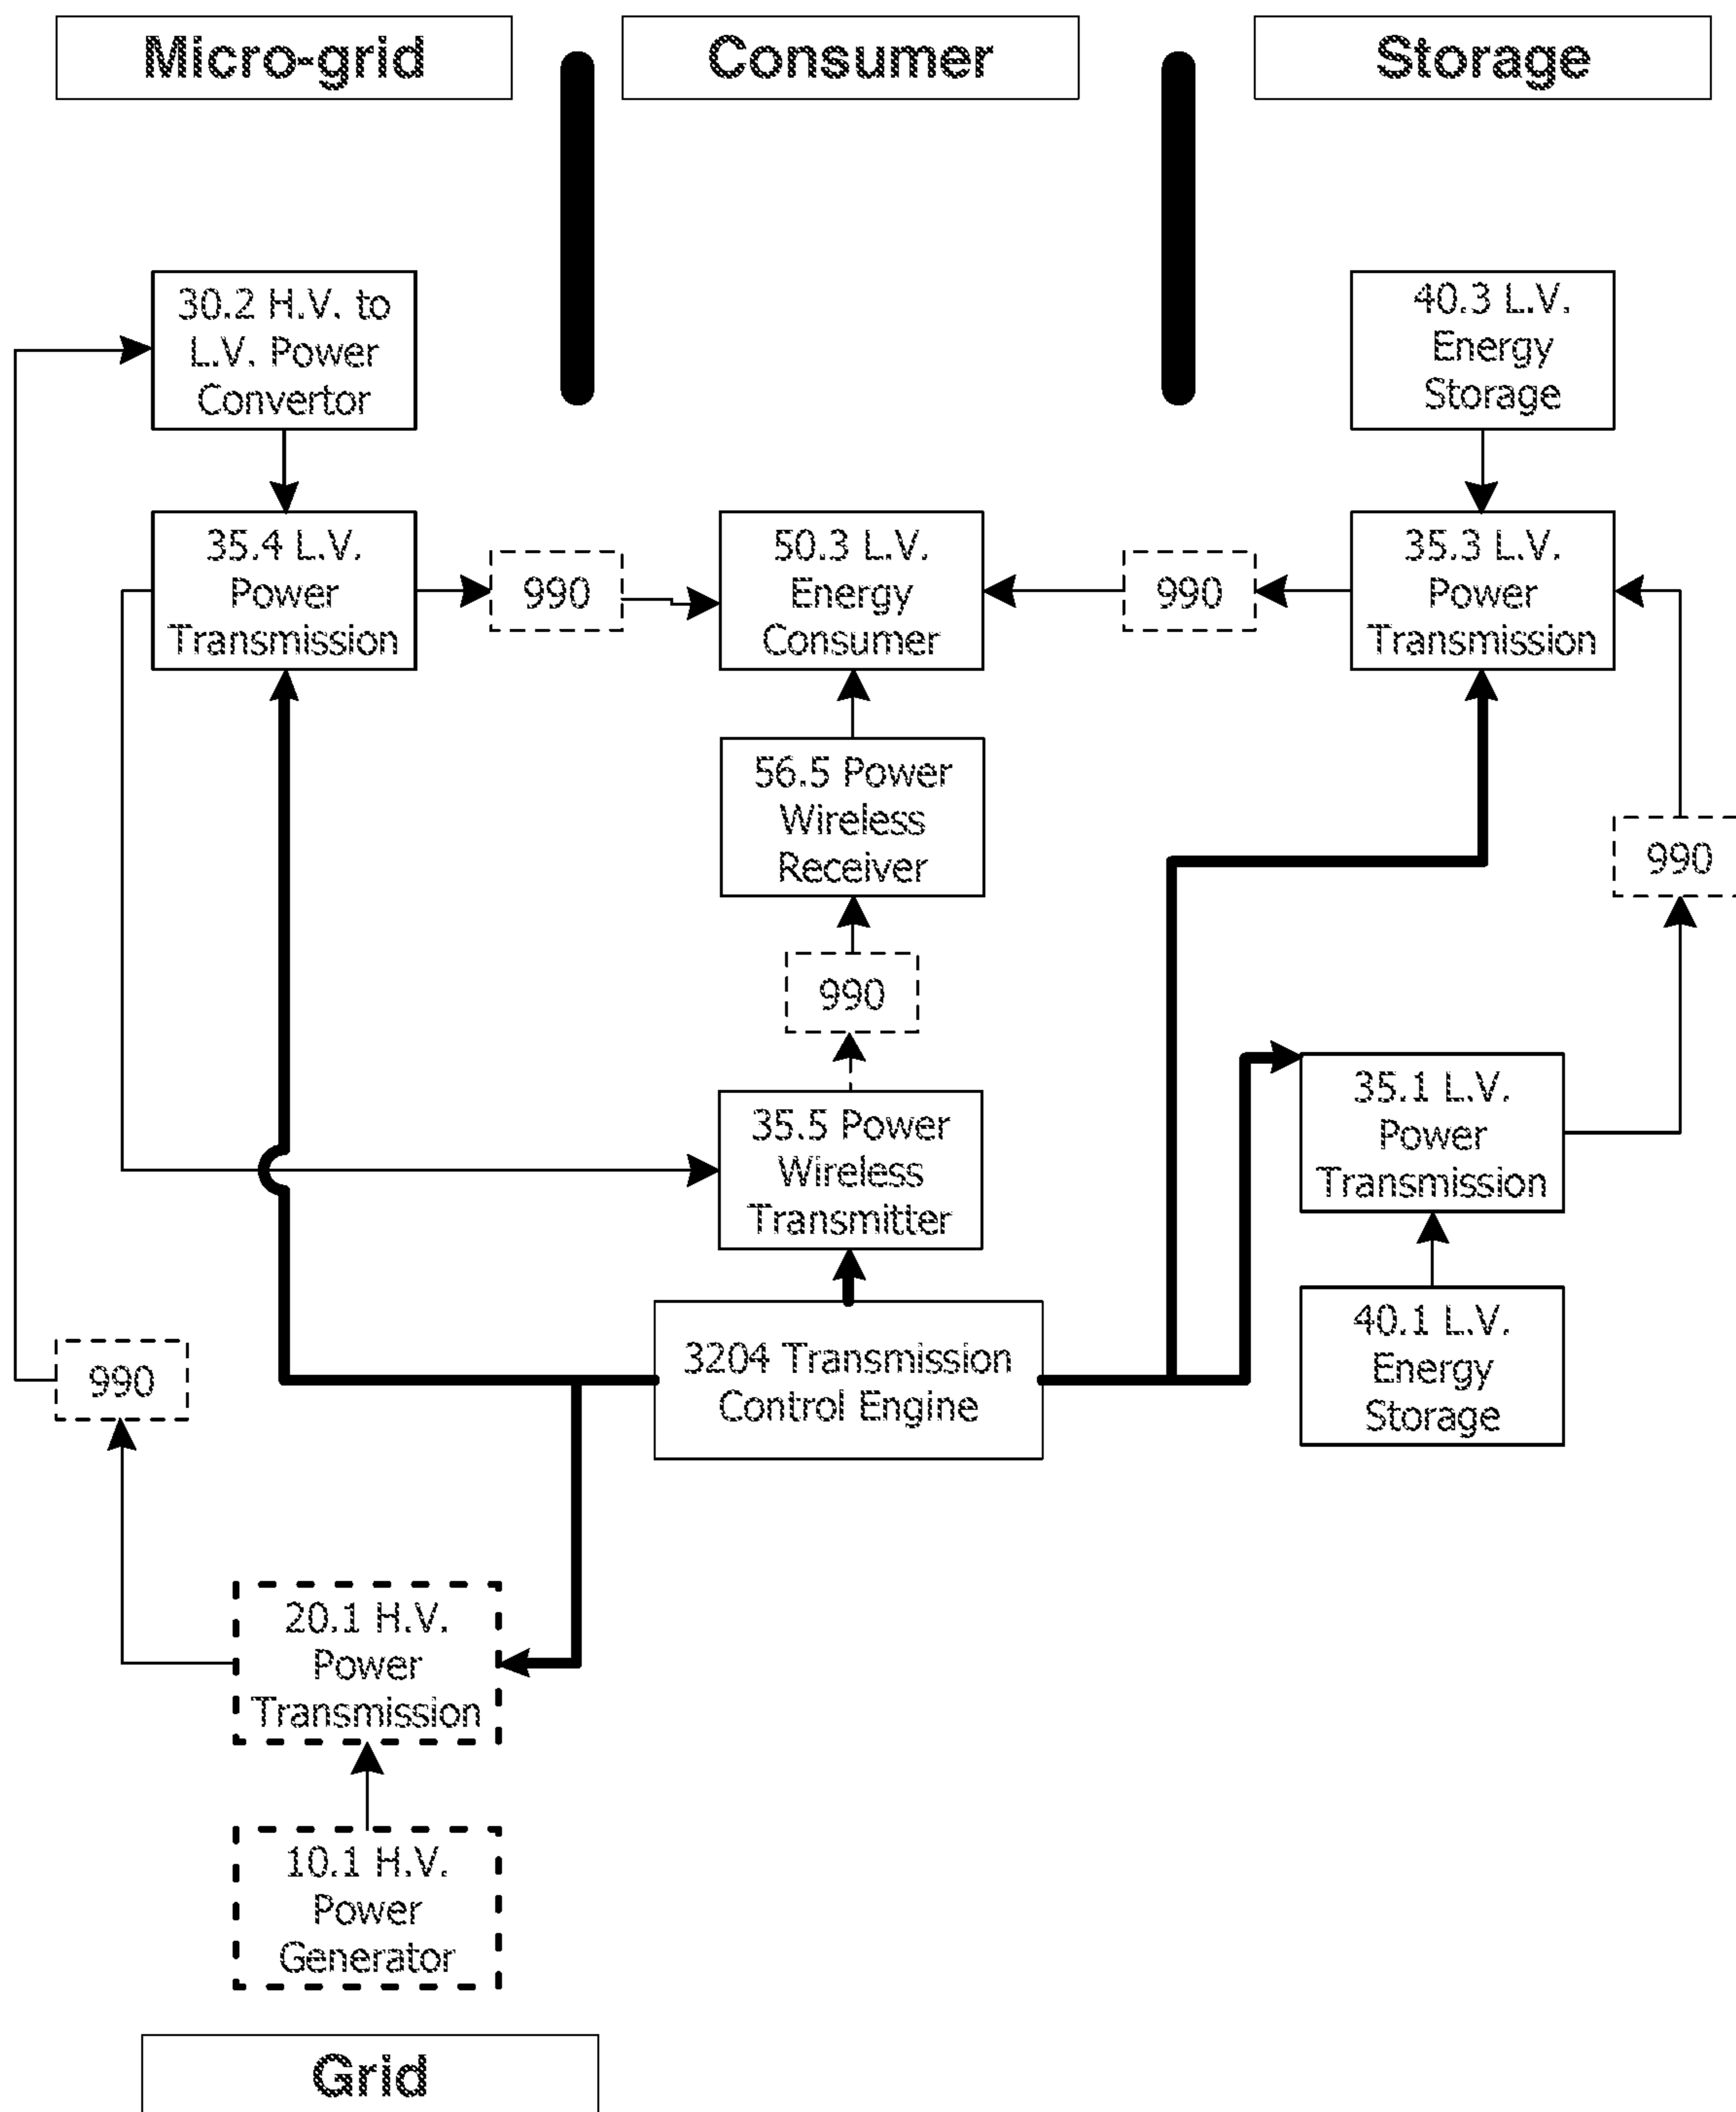 Micro-grid
Consumer
Storage
30.2 H.V. to
L.V. Power
Convertor
40.3 L.V.
Energy
Storage
35.4 L.V.
Power
Transmission
990
50.3 L.V.
Energy
Consumer
990
35.3 L.V.
Power
Transmission
56.5 Power
Wireless
Receiver
990
990
35.5 Power
Wireless
Transmitter
35.1 L.V.
Power
Transmission
3204 Transmission
Control Engine
40.1 L.V.
Energy
Storage
990
20.1 H.V.
Power
Transmission
10.1 H.V.
Power
Generator
Grid